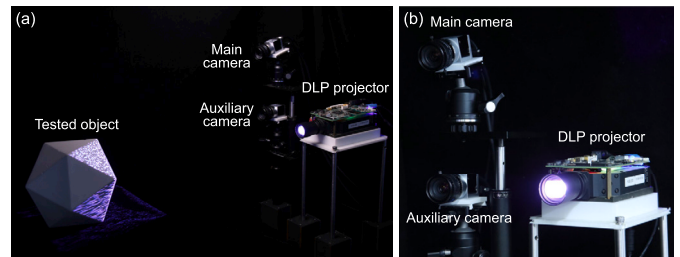 (a)
Main
camera
Auxiliary
camera
DLP projector
Tested object
(b)
Main camera
DLP projector
Auxiliary camera